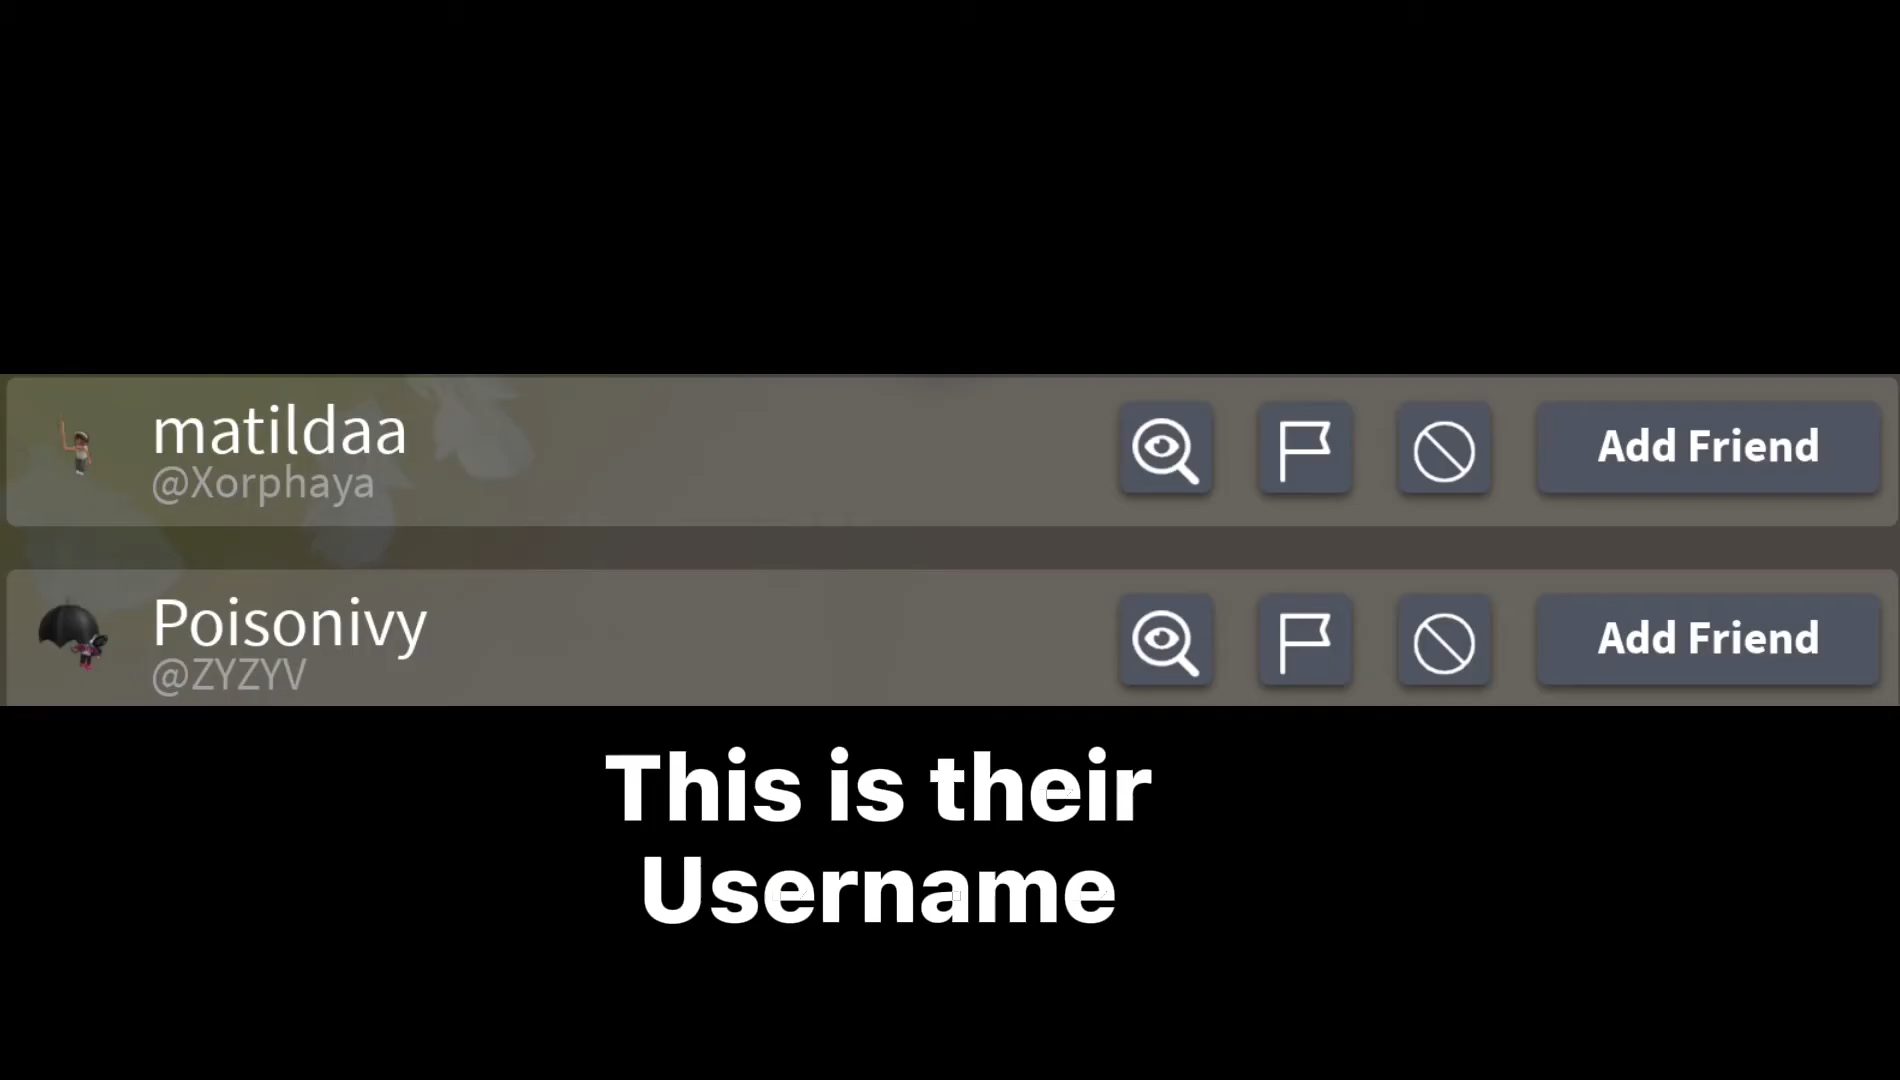 matildaa
@Xorphaya
Add Friend
Poisonivy
@ZYZYV
Add Friend
This is their
Username